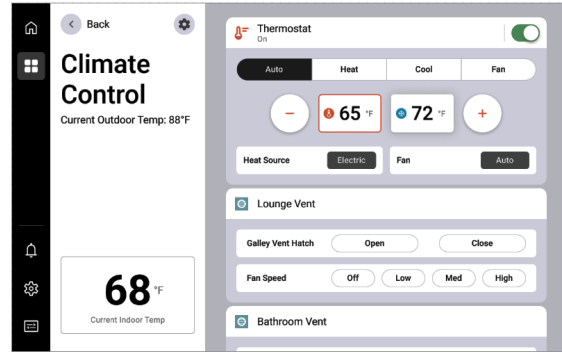 Back
Climate
Control
Current Outdoor Temp: 88°F
68 °F
Current Indoor Temp
Thermostat
On
Auto Heat Cool Fan
− 65 °F 72 °F +
Heat Source Electric Fan Auto
Lounge Vent
Galley Vent Hatch Open Close
Fan Speed Off Low Med High
Bathroom Vent